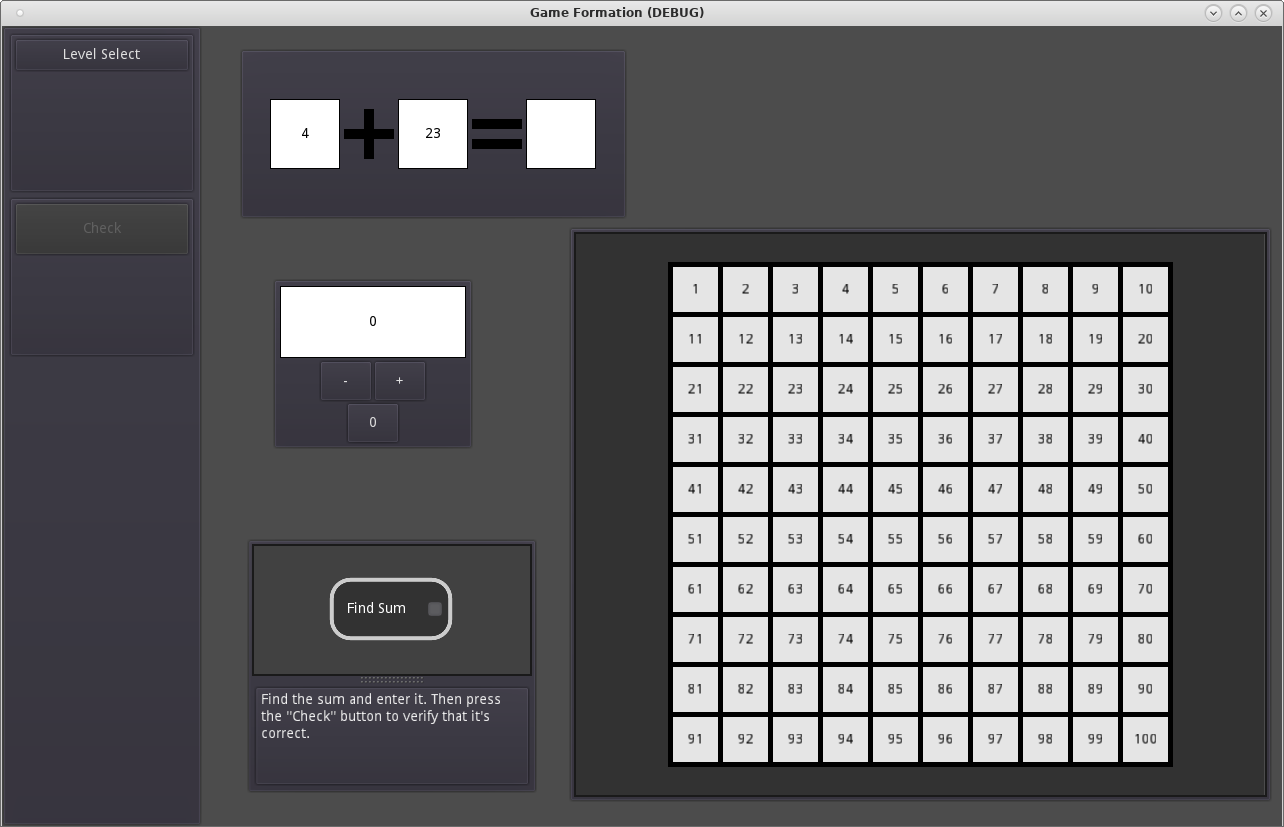 Game Formation (DEBUG)
Level Select
Check
4 + 23 =
0
- +
0
Find Sum
Find the sum and enter it. Then press
the "Check" button to verify that it's
correct.
1 2 3 4 5 6 7 8 9 10
11 12 13 14 15 16 17 18 19 20
21 22 23 24 25 26 27 28 29 30
31 32 33 34 35 36 37 38 39 40
41 42 43 44 45 46 47 48 49 50
51 52 53 54 55 56 57 58 59 60
61 62 63 64 65 66 67 68 69 70
71 72 73 74 75 76 77 78 79 80
81 82 83 84 85 86 87 88 89 90
91 92 93 94 95 96 97 98 99 100